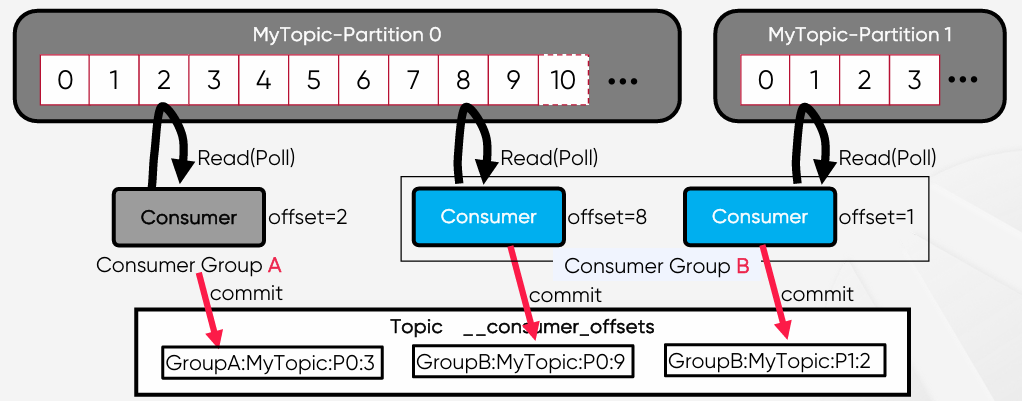 MyTopic-Partition 0
MyTopic-Partition 1
0 1 2 3 4 5 6 7 8 9 10 •••
0 1 2 3 •••
Read(Poll)
Read(Poll)
Read(Poll)
Consumer
offset=2
Consumer
offset=8
Consumer
offset=1
Consumer Group A
Consumer Group B
commit
commit
commit
Topic __consumer_offsets
GroupA:MyTopic:P0:3
GroupB:MyTopic:P0:9
GroupB:MyTopic:P1:2